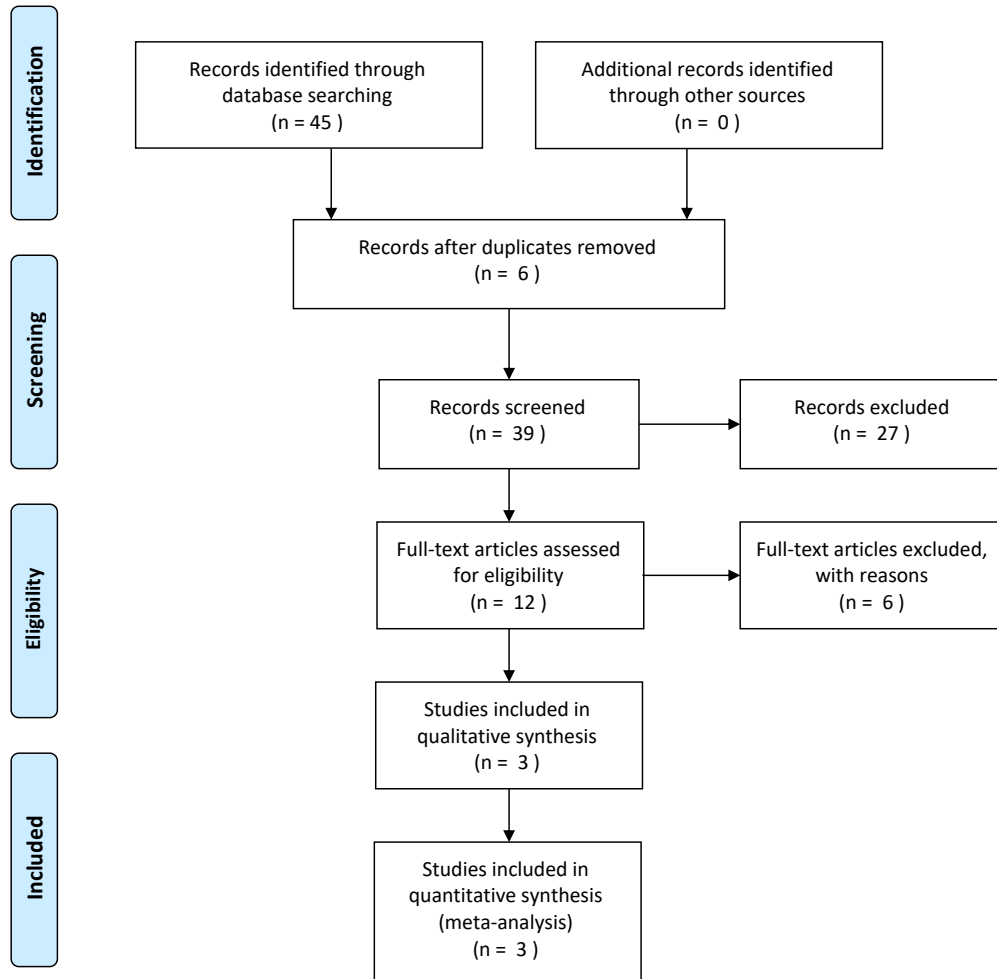 Identification
Records identified through
database searching
(n = 45 )
Additional records identified
through other sources
(n = 0 )
Records after duplicates removed
(n = 6 )
Screening
Records screened
(n = 39 )
Records excluded
(n = 27 )
Eligibility
Full-text articles assessed
for eligibility
(n = 12 )
Full-text articles excluded,
with reasons
(n = 6 )
Studies included in
qualitative synthesis
(n = 3 )
Included
Studies included in
quantitative synthesis
(meta-analysis)
(n = 3 )